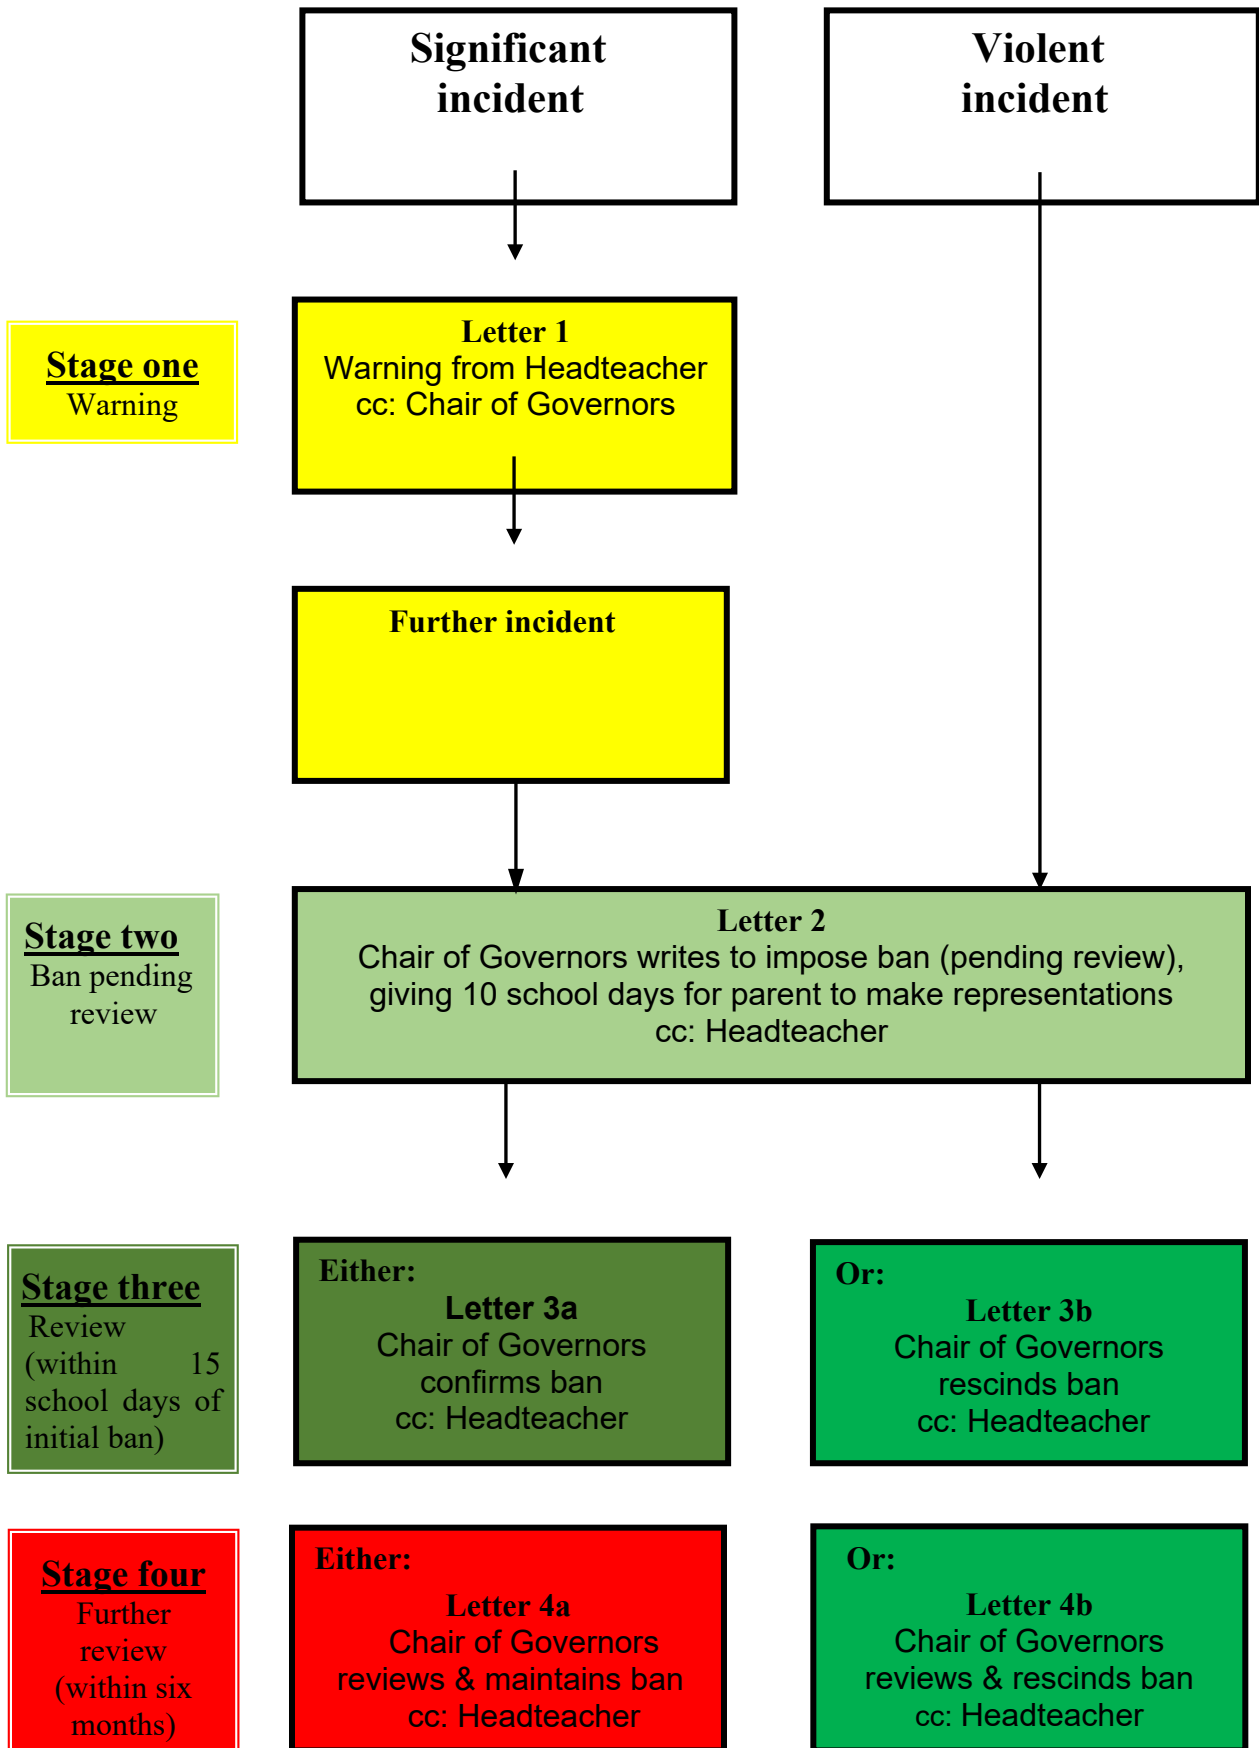 Significant
incident
Violent
incident
Stage one
Warning
Letter 1
Warning from Headteacher
cc: Chair of Governors
Further incident
Stage two
Ban pending
review
Letter 2
Chair of Governors writes to impose ban (pending review),
giving 10 school days for parent to make representations
cc: Headteacher
Stage three
Review
(within 15
school days of
initial ban)
Either:
Letter 3a
Chair of Governors
confirms ban
cc: Headteacher
Or:
Letter 3b
Chair of Governors
rescinds ban
cc: Headteacher
Stage four
Further
review
(within six
months)
Either:
Letter 4a
Chair of Governors
reviews & maintains ban
cc: Headteacher
Or:
Letter 4b
Chair of Governors
reviews & rescinds ban
cc: Headteacher